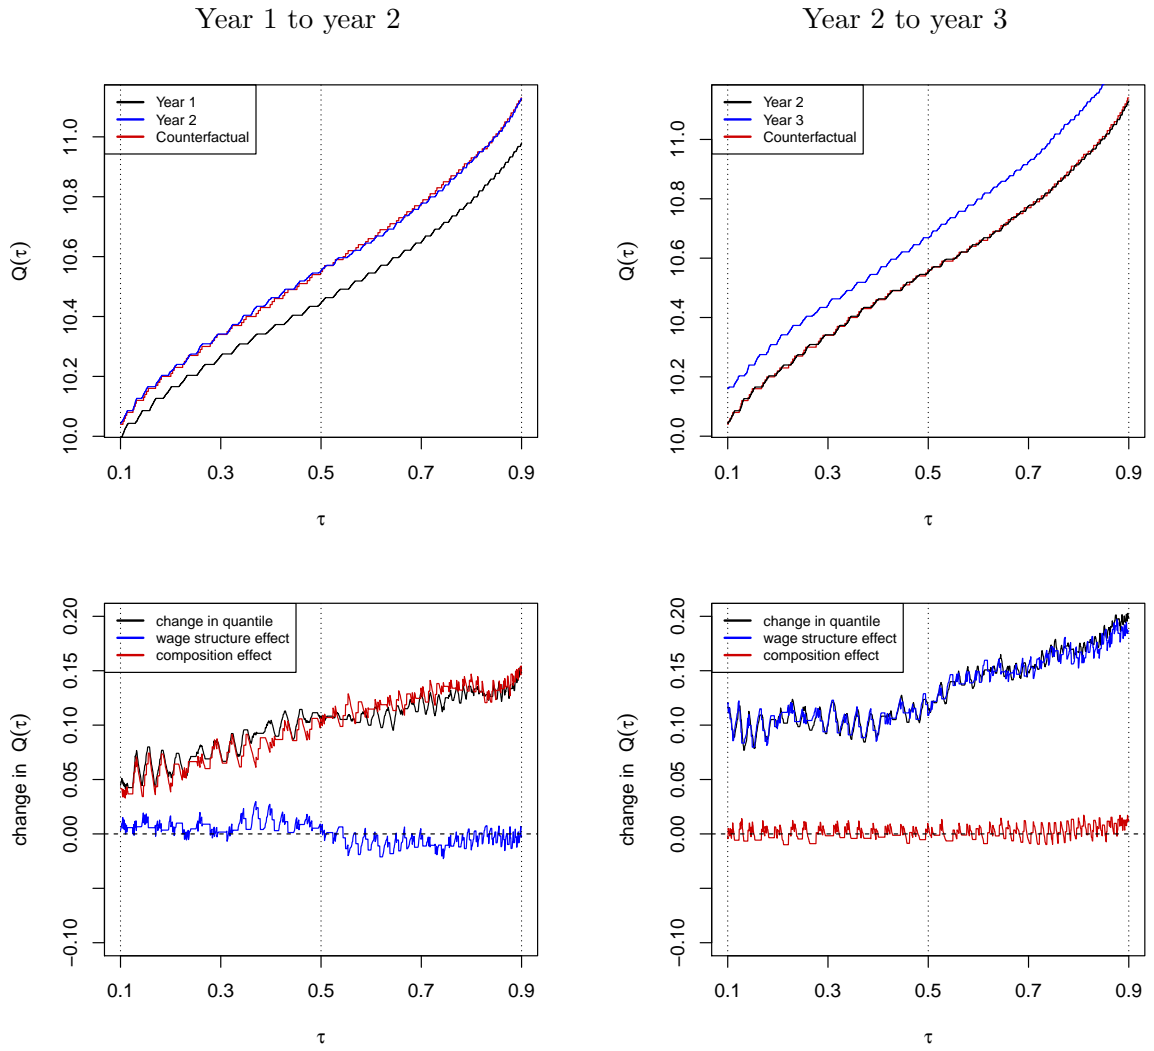 Year 1 to year 2
Year 2 to year 3
Year 1
Year 2
Counterfactual
Q(τ)
10.0
10.2
10.4
10.6
10.8
11.0
0.1
0.3
0.5
0.7
0.9
τ
Year 2
Year 3
Counterfactual
Q(τ)
10.0
10.2
10.4
10.6
10.8
11.0
0.1
0.3
0.5
0.7
0.9
τ
change in quantile
wage structure effect
composition effect
change in Q(τ)
−0.10
0.00
0.05
0.10
0.15
0.20
0.1
0.3
0.5
0.7
0.9
τ
change in quantile
wage structure effect
composition effect
change in Q(τ)
−0.10
0.00
0.05
0.10
0.15
0.20
0.1
0.3
0.5
0.7
0.9
τ